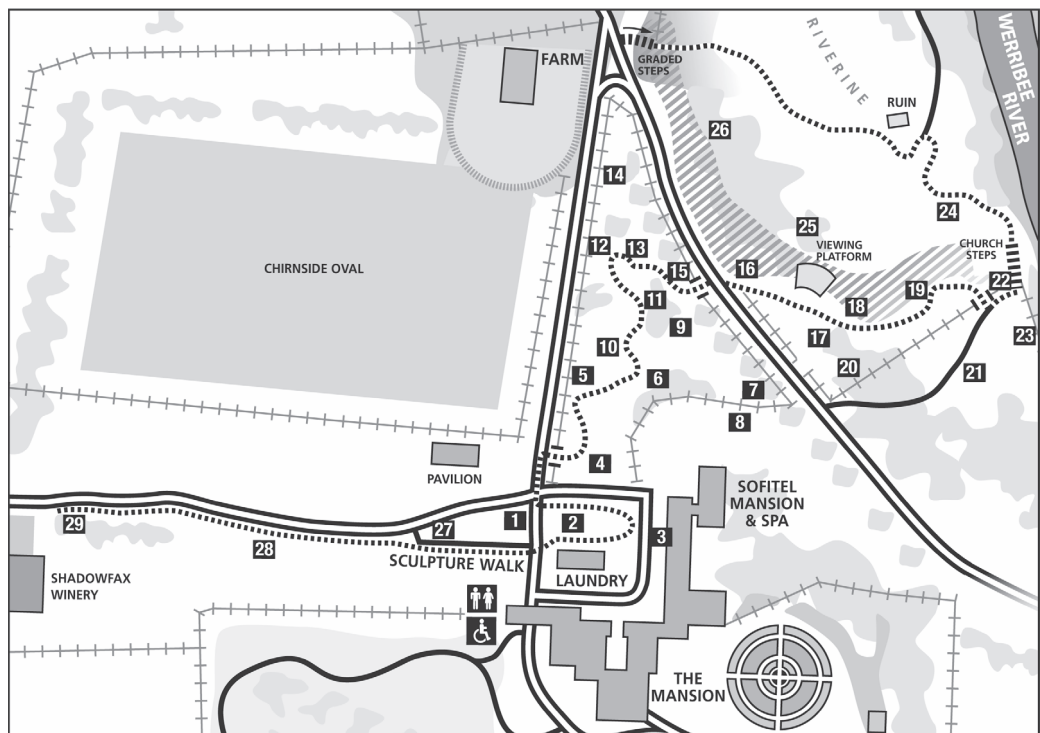 FARM
GRADED
STEPS
RIVERINE
WERRIBEE
RIVER
RUIN
26
14
24
25
VIEWING
PLATFORM
CHURCH
STEPS
12
13
15
16
CHIRNSIDE OVAL
22
19
11
18
9
17
23
10
20
5
6
21
7
8
PAVILION
4
SOFITEL
MANSION
& SPA
29
27
1
2
3
28
SCULPTURE WALK
LAUNDRY
SHADOWFAX
WINERY
THE
MANSION